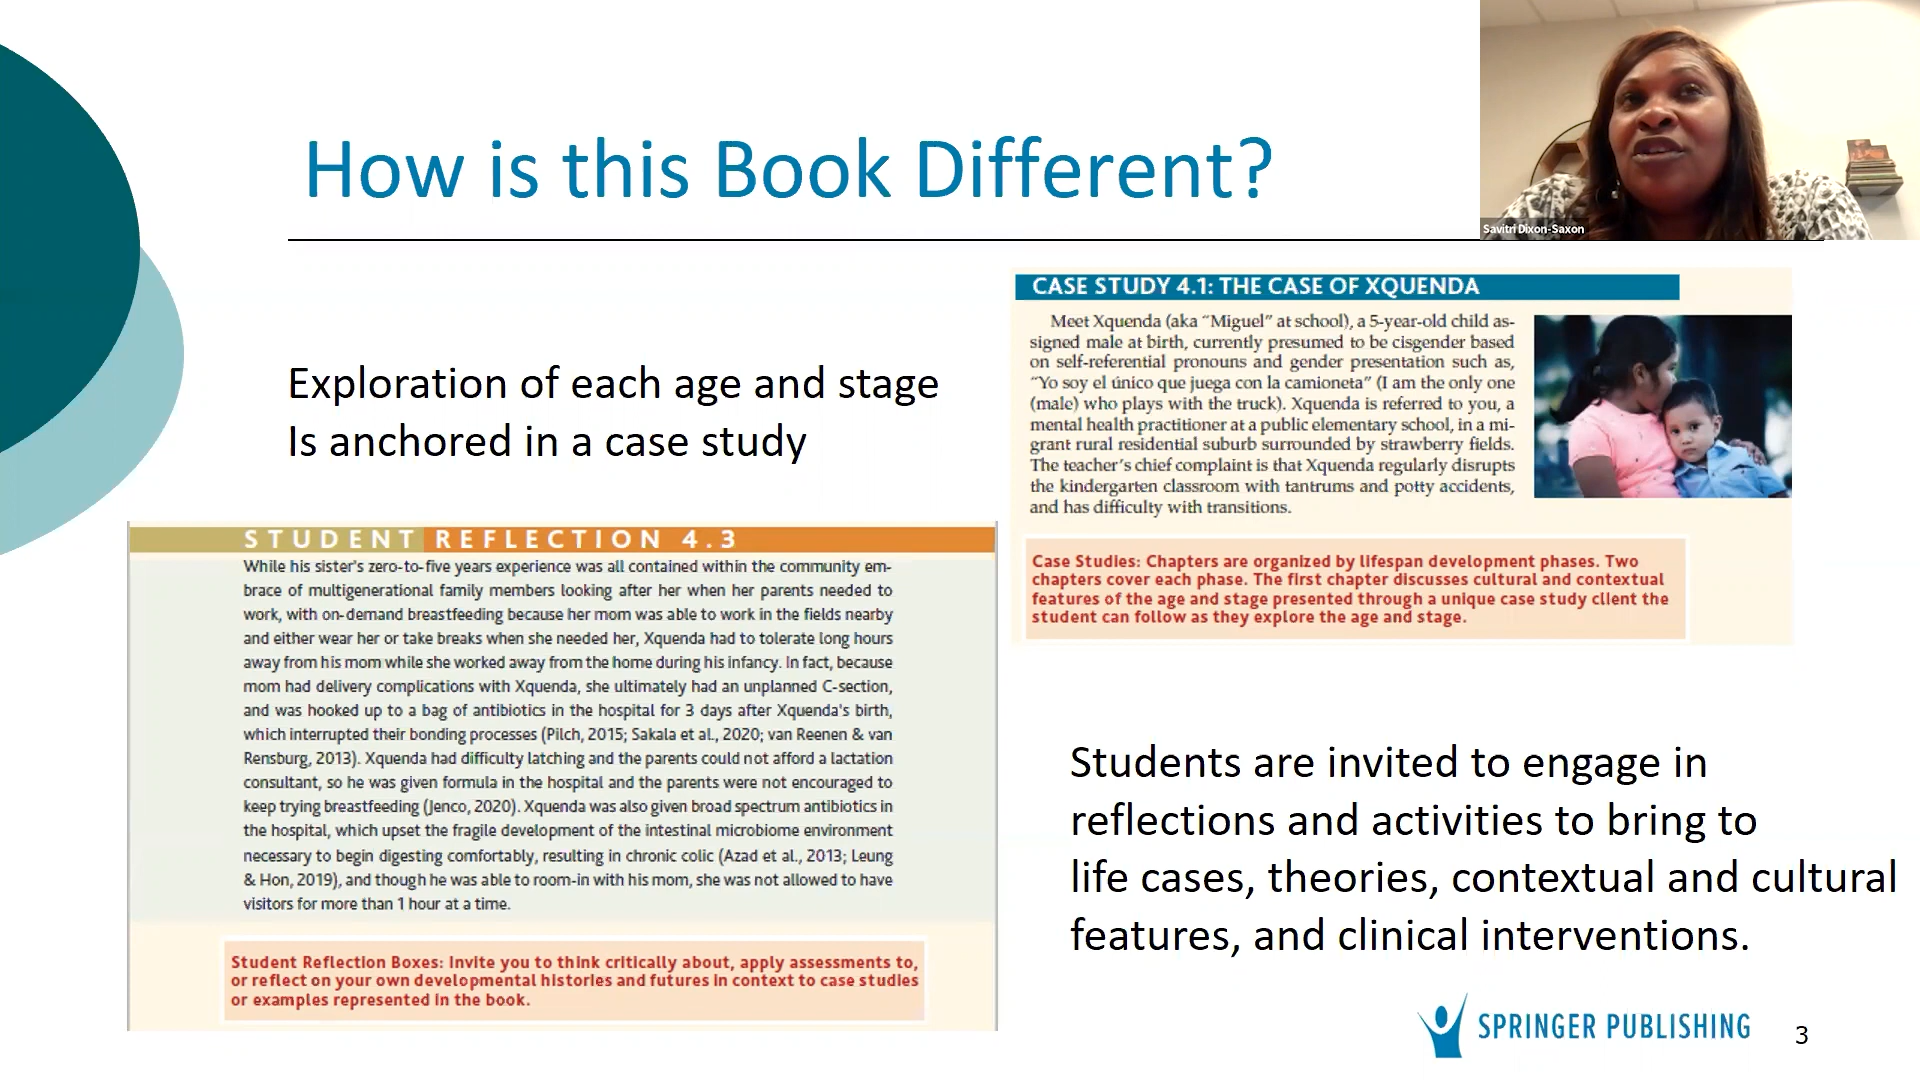 How is this Book Different?
Savitri Dixon-Saxon
Exploration of each age and stage
Is anchored in a case study
CASE STUDY 4.1: THE CASE OF XQUENDA
Meet Xquenda (aka “Miguel” at school), a 5-year-old child as-
signed male at birth, currently presumed to be cisgender based
on self-referential pronouns and gender presentation such as,
“Yo soy el único que juega con la camioneta” (I am the only one
(male) who plays with the truck). Xquenda is referred to you, a
mental health practitioner at a public elementary school, in a mi-
grant rural residential suburb surrounded by strawberry fields.
The teacher’s chief complaint is that Xquenda regularly disrupts
the kindergarten classroom with tantrums and potty accidents,
and has difficulty with transitions.
Case Studies: Chapters are organized by lifespan development phases. Two
chapters cover each phase. The first chapter discusses cultural and contextual
features of the age and stage presented through a unique case study client the
student can follow as they explore the age and stage.
STUDENT REFLECTION 4.3
While his sister's zero-to-five years experience was all contained within the community em-
brace of multigenerational family members looking after her when her parents needed to
work, with on-demand breastfeeding because her mom was able to work in the fields nearby
and either wear her or take breaks when she needed her, Xquenda had to tolerate long hours
away from his mom while she worked away from the home during his infancy. In fact, because
mom had delivery complications with Xquenda, she ultimately had an unplanned C-section,
and was hooked up to a bag of antibiotics in the hospital for 3 days after Xquenda's birth,
which interrupted their bonding processes (Pilch, 2015; Sakala et al., 2020; van Reenen & van
Rensburg, 2013). Xquenda had difficulty latching and the parents could not afford a lactation
consultant, so he was given formula in the hospital and the parents were not encouraged to
keep trying breastfeeding (Jenco, 2020). Xquenda was also given broad spectrum antibiotics in
the hospital, which upset the fragile development of the intestinal microbiome environment
necessary to begin digesting comfortably, resulting in chronic colic (Azad et al., 2013; Leung
& Hon, 2019), and though he was able to room-in with his mom, she was not allowed to have
visitors for more than 1 hour at a time.
Student Reflection Boxes: Invite you to think critically about, apply assessments to,
or reflect on your own developmental histories and futures in context to case studies
or examples represented in the book.
Students are invited to engage in
reflections and activities to bring to
life cases, theories, contextual and cultural
features, and clinical interventions.
SPRINGER PUBLISHING
3